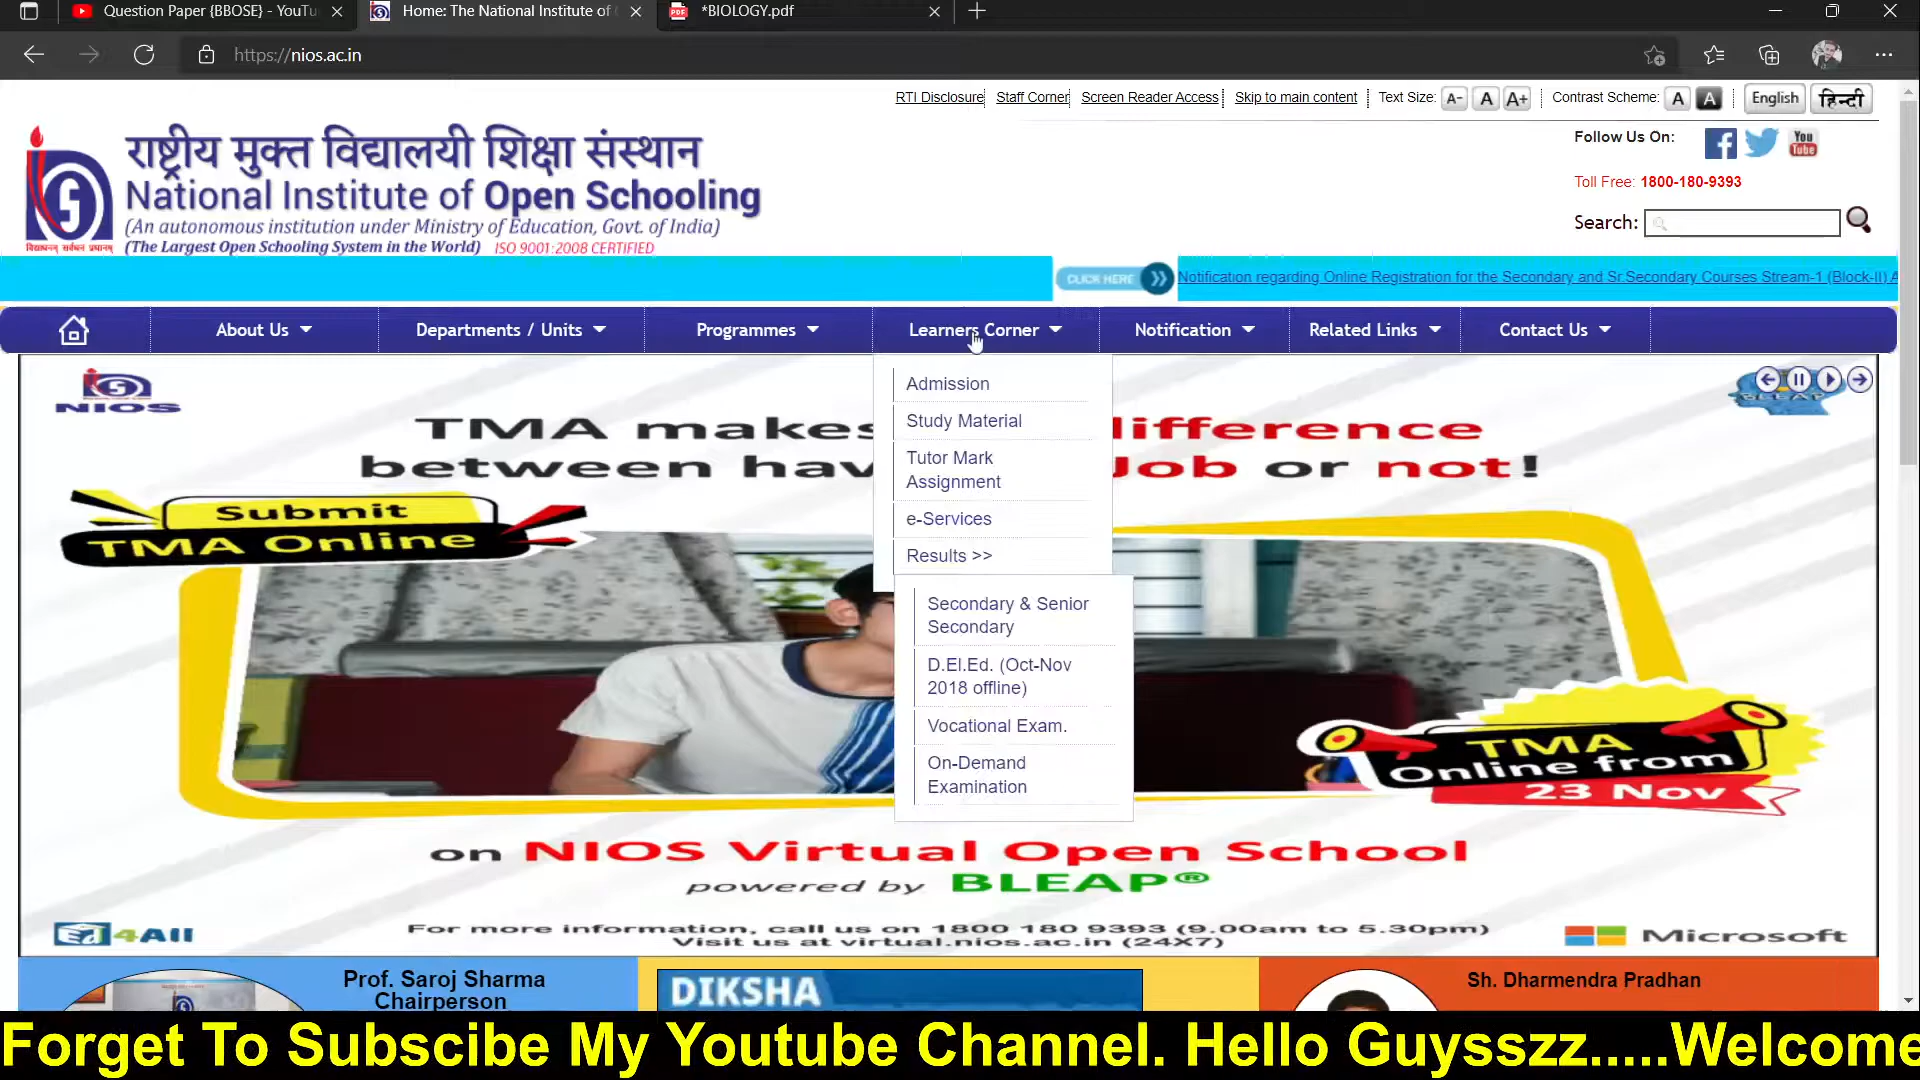 Question Paper {BBOSE} - YouTu
Home: The National Institute of
*BIOLOGY.pdf
https://nios.ac.in
RTI Disclosure
Staff Corner
Screen Reader Access
Skip to main content
Text Size: A- A A+
Contrast Scheme: A A
English
हिन्दी
Follow Us On:
You Tube
Toll Free: 1800-180-9393
Search:
राष्ट्रीय मुक्त विद्यालयी शिक्षा संस्थान
National Institute of Open Schooling
(An autonomous institution under Ministry of Education, Govt. of India)
(The Largest Open Schooling System in the World) ISO 9001:2008 CERTIFIED
विद्याधनम् सर्वधनं प्रधानम्
CLICK HERE
Notification regarding Online Registration for the Secondary and Sr.Secondary Courses Stream-1 (Block-II) A
About Us
Departments / Units
Programmes
Learners Corner
Notification
Related Links
Contact Us
Admission
Study Material
Tutor Mark
Assignment
e-Services
Results >>
Secondary & Senior
Secondary
D.El.Ed. (Oct-Nov
2018 offline)
Vocational Exam.
On-Demand
Examination
NIOS
BLEAP
TMA makes ifference
between hav Job or not!
Submit
TMA Online
TMA
Online from
23 Nov
on NIOS Virtual Open School
powered by BLEAP®
Ed4All
For more information, call us on 1800 180 9393 (9.00am to 5.30pm)
Visit us at virtual.nios.ac.in (24X7)
Microsoft
Prof. Saroj Sharma
Chairperson
DIKSHA
Sh. Dharmendra Pradhan
Forget To Subscibe My Youtube Channel. Hello Guysszz.....Welcome